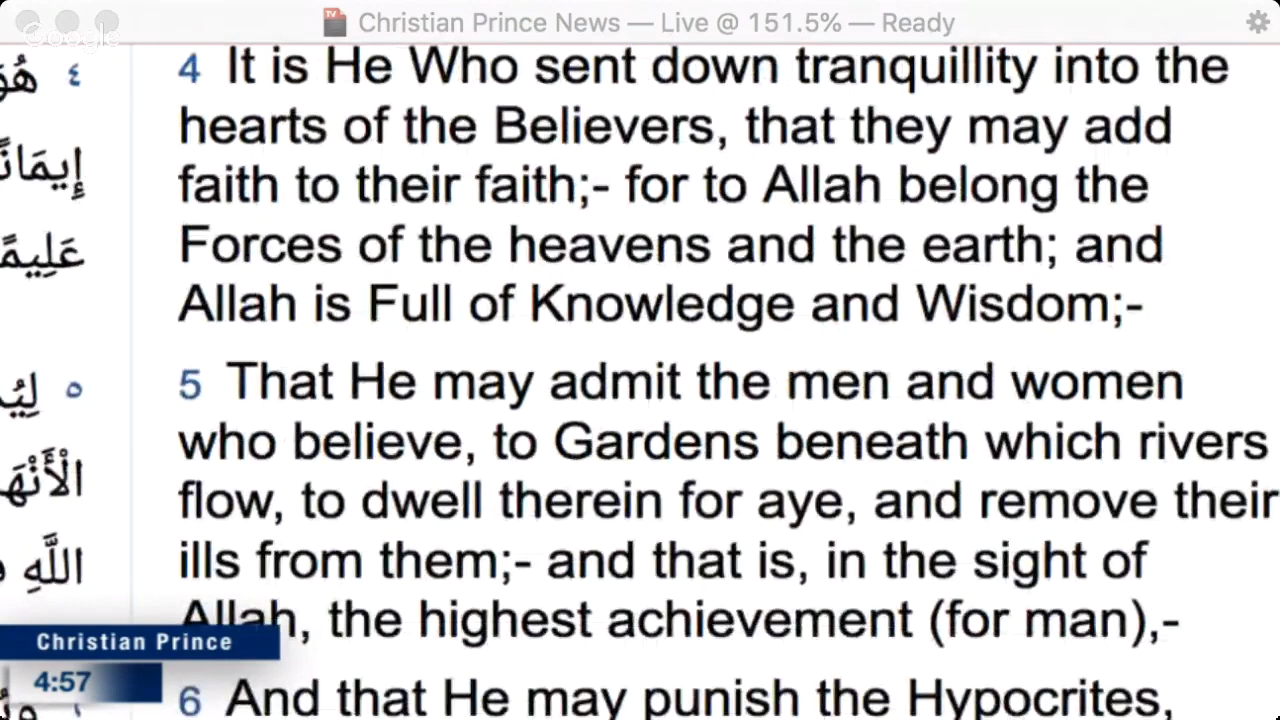 Christian Prince News — Live @ 151.5% — Ready
Google
4 It is He Who sent down tranquillity into the
hearts of the Believers, that they may add
faith to their faith;- for to Allah belong the
Forces of the heavens and the earth; and
Allah is Full of Knowledge and Wisdom;-
5 That He may admit the men and women
who believe, to Gardens beneath which rivers
flow, to dwell therein for aye, and remove their
ills from them;- and that is, in the sight of
Allah, the highest achievement (for man),-
6 And that He may punish the Hypocrites,
٤
٥
اللَّهِ
Christian Prince
4:57